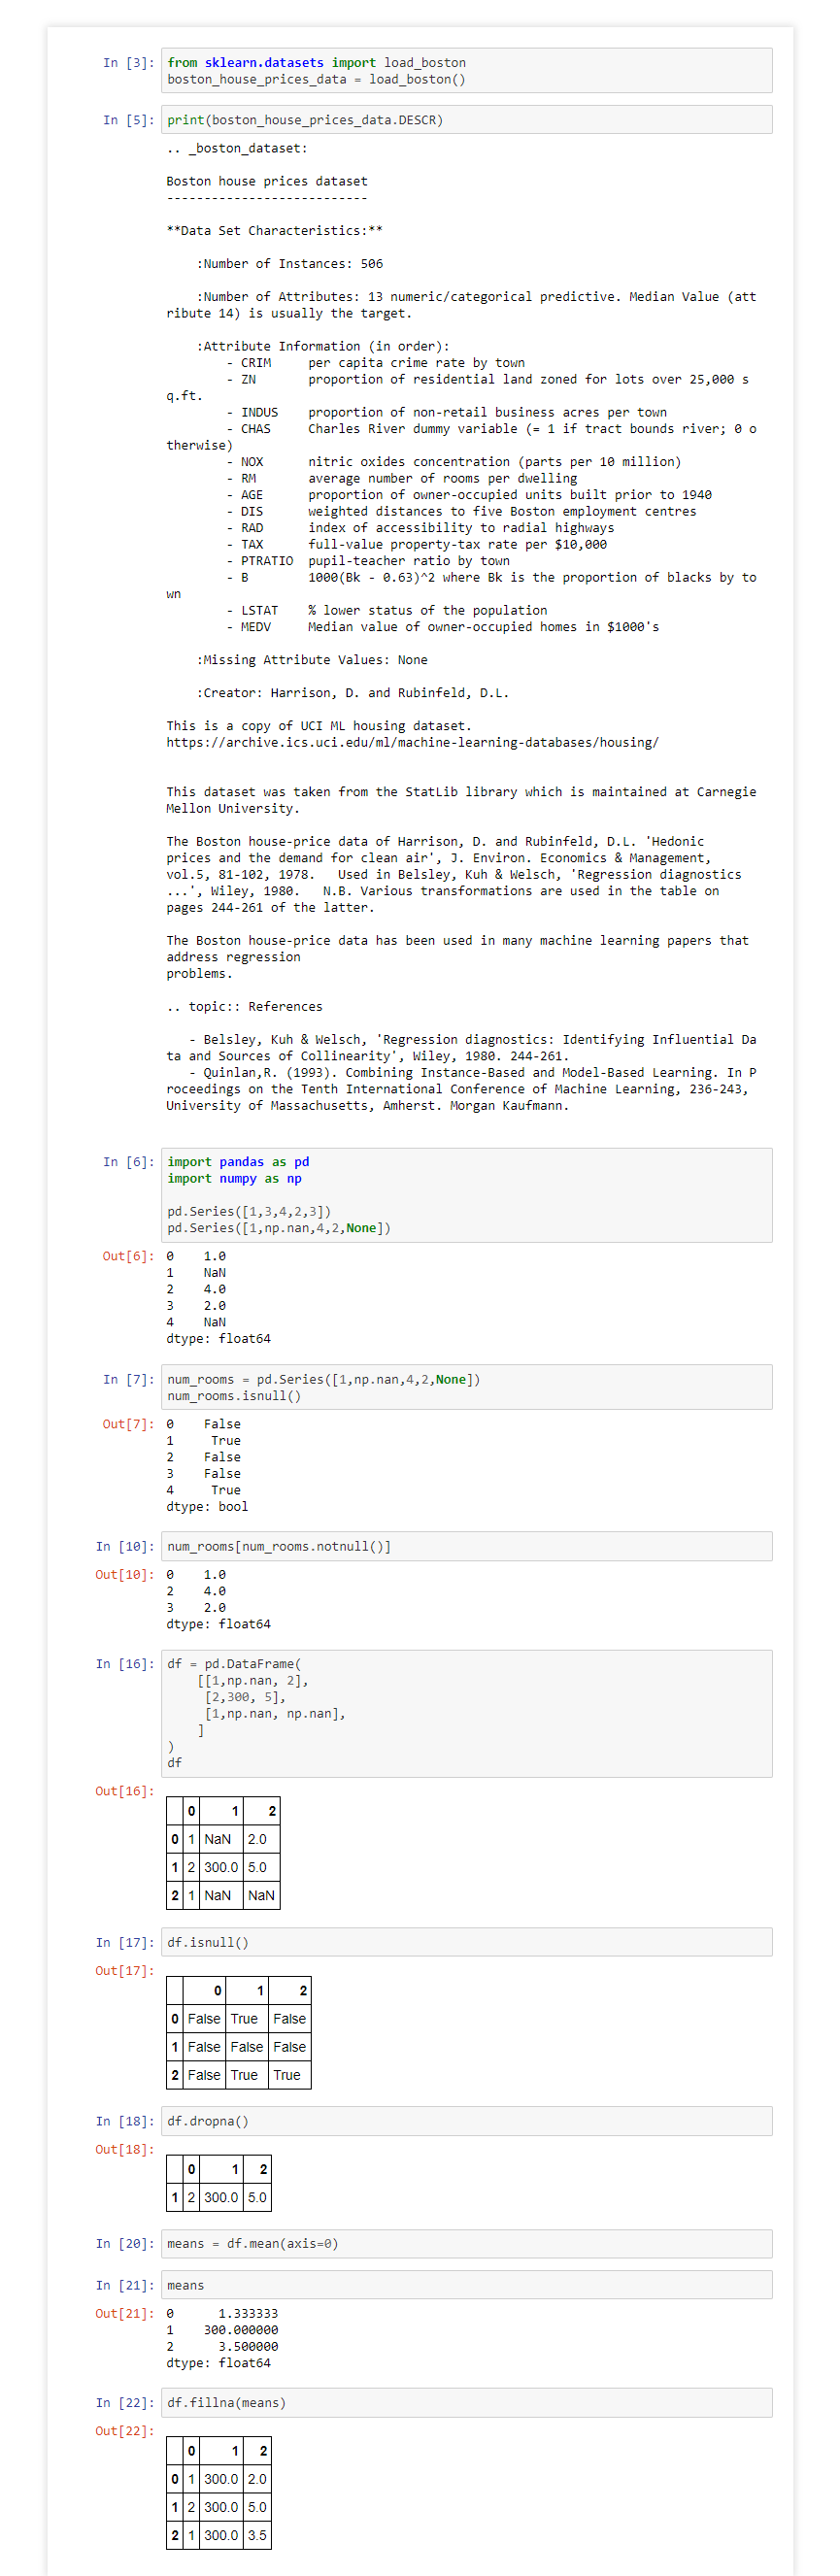 In [3]: from sklearn.datasets import load_boston
boston_house_prices_data = load_boston()
In [5]: print(boston_house_prices_data.DESCR)
.. _boston_dataset:
Boston house prices dataset
---------------------------
**Data Set Characteristics:**
:Number of Instances: 506
:Number of Attributes: 13 numeric/categorical predictive. Median Value (att
ribute 14) is usually the target.
:Attribute Information (in order):
- CRIM     per capita crime rate by town
- ZN       proportion of residential land zoned for lots over 25,000 s
q.ft.
- INDUS    proportion of non-retail business acres per town
- CHAS     Charles River dummy variable (= 1 if tract bounds river; 0 o
therwise)
- NOX      nitric oxides concentration (parts per 10 million)
- RM       average number of rooms per dwelling
- AGE      proportion of owner-occupied units built prior to 1940
- DIS      weighted distances to five Boston employment centres
- RAD      index of accessibility to radial highways
- TAX      full-value property-tax rate per $10,000
- PTRATIO  pupil-teacher ratio by town
- B        1000(Bk - 0.63)^2 where Bk is the proportion of blacks by to
wn
- LSTAT    % lower status of the population
- MEDV     Median value of owner-occupied homes in $1000's
:Missing Attribute Values: None
:Creator: Harrison, D. and Rubinfeld, D.L.
This is a copy of UCI ML housing dataset.
https://archive.ics.uci.edu/ml/machine-learning-databases/housing/
This dataset was taken from the StatLib library which is maintained at Carnegie
Mellon University.
The Boston house-price data of Harrison, D. and Rubinfeld, D.L. 'Hedonic
prices and the demand for clean air', J. Environ. Economics & Management,
vol.5, 81-102, 1978.   Used in Belsley, Kuh & Welsch, 'Regression diagnostics
...', Wiley, 1980.   N.B. Various transformations are used in the table on
pages 244-261 of the latter.
The Boston house-price data has been used in many machine learning papers that
address regression
problems.
.. topic:: References
- Belsley, Kuh & Welsch, 'Regression diagnostics: Identifying Influential Da
ta and Sources of Collinearity', Wiley, 1980. 244-261.
- Quinlan,R. (1993). Combining Instance-Based and Model-Based Learning. In P
roceedings on the Tenth International Conference of Machine Learning, 236-243,
University of Massachusetts, Amherst. Morgan Kaufmann.
In [6]: import pandas as pd
import numpy as np
pd.Series([1,3,4,2,3])
pd.Series([1,np.nan,4,2,None])
Out[6]: 0    1.0
1    NaN
2    4.0
3    2.0
4    NaN
dtype: float64
In [7]: num_rooms = pd.Series([1,np.nan,4,2,None])
num_rooms.isnull()
Out[7]: 0    False
1     True
2    False
3    False
4     True
dtype: bool
In [10]: num_rooms[num_rooms.notnull()]
Out[10]: 0    1.0
2    4.0
3    2.0
dtype: float64
In [16]: df = pd.DataFrame(
[[1,np.nan, 2],
[2,300, 5],
[1,np.nan, np.nan],
]
)
df
Out[16]:
0 1 2
0 1 NaN 2.0
1 2 300.0 5.0
2 1 NaN NaN
In [17]: df.isnull()
Out[17]:
0 1 2
0 False True False
1 False False False
2 False True True
In [18]: df.dropna()
Out[18]:
0 1 2
1 2 300.0 5.0
In [20]: means = df.mean(axis=0)
In [21]: means
Out[21]: 0      1.333333
1    300.000000
2      3.500000
dtype: float64
In [22]: df.fillna(means)
Out[22]:
0 1 2
0 1 300.0 2.0
1 2 300.0 5.0
2 1 300.0 3.5